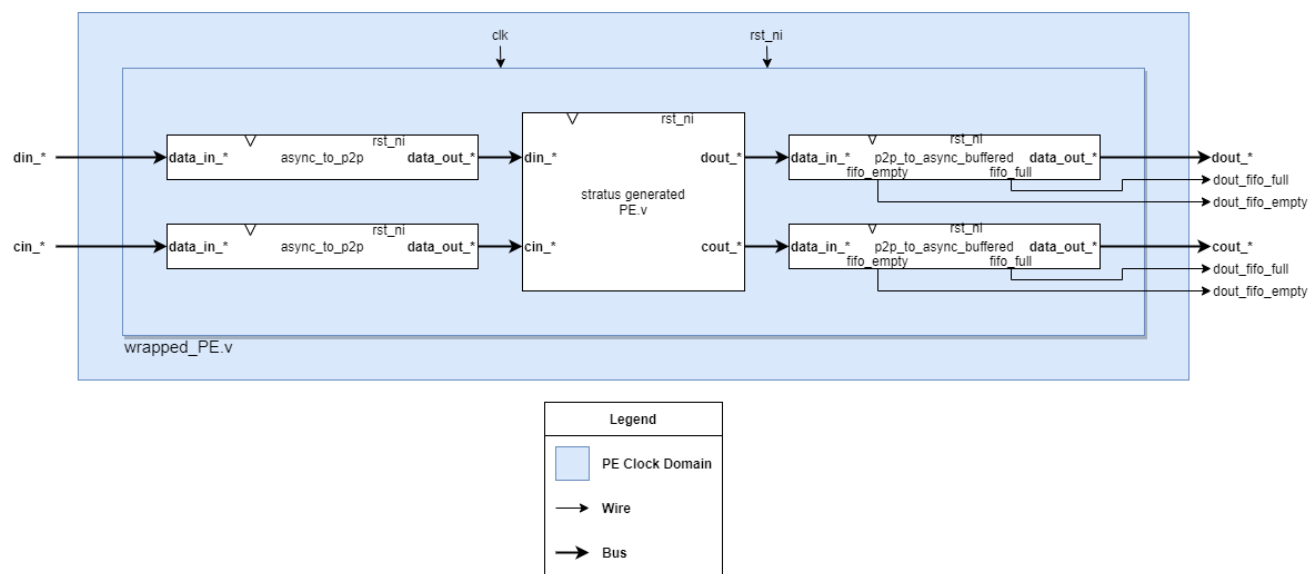 clk rst_ni
rst_ni
rst_ni rst_ni
din_* data_in_* async_to_p2p data_out_* din_* dout_* data_in_* p2p_to_async_buffered data_out_* dout_*
fifo_empty fifo_full dout_fifo_full
stratus generated
PE.v
dout_fifo_empty
rst_ni rst_ni
cin_* data_in_* async_to_p2p data_out_* cin_* cout_* data_in_* p2p_to_async_buffered data_out_* cout_*
fifo_empty fifo_full dout_fifo_full
dout_fifo_empty
wrapped_PE.v
Legend
PE Clock Domain
Wire
Bus